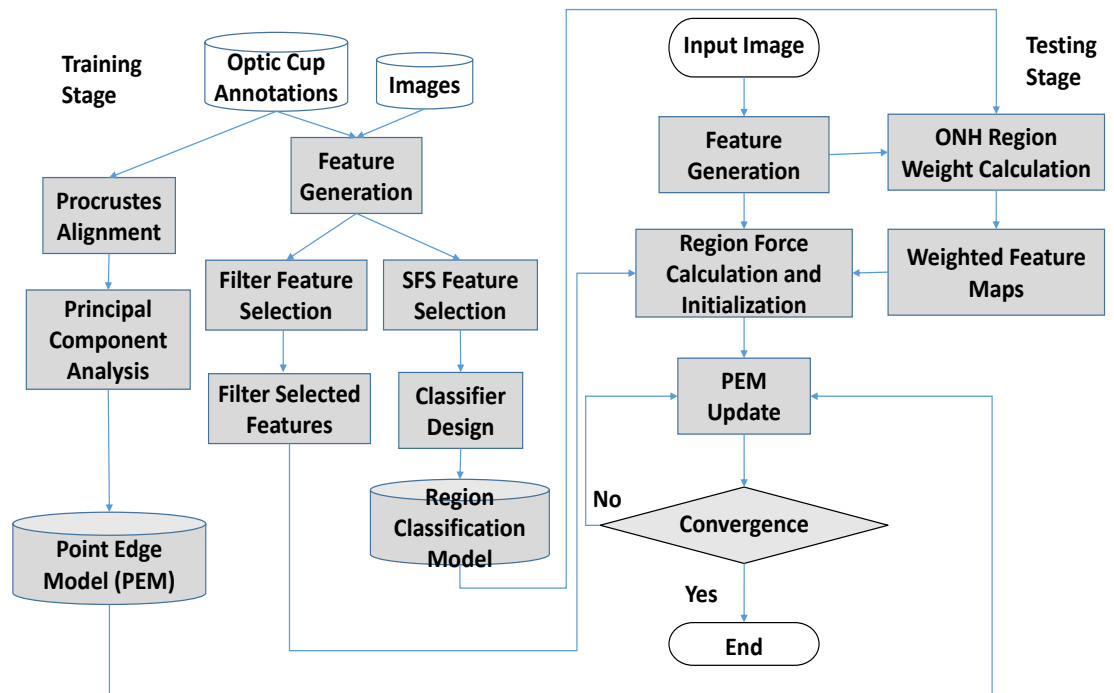 Training
Stage
Optic Cup
Annotations
Images
Feature
Generation
Procrustes
Alignment
Principal
Component
Analysis
Point Edge
Model (PEM)
Filter Feature
Selection
Filter Selected
Features
SFS Feature
Selection
Classifier
Design
Region
Classification
Model
Input Image
Testing
Stage
Feature
Generation
ONH Region
Weight Calculation
Region Force
Calculation and
Initialization
Weighted Feature
Maps
PEM
Update
No
Convergence
Yes
End